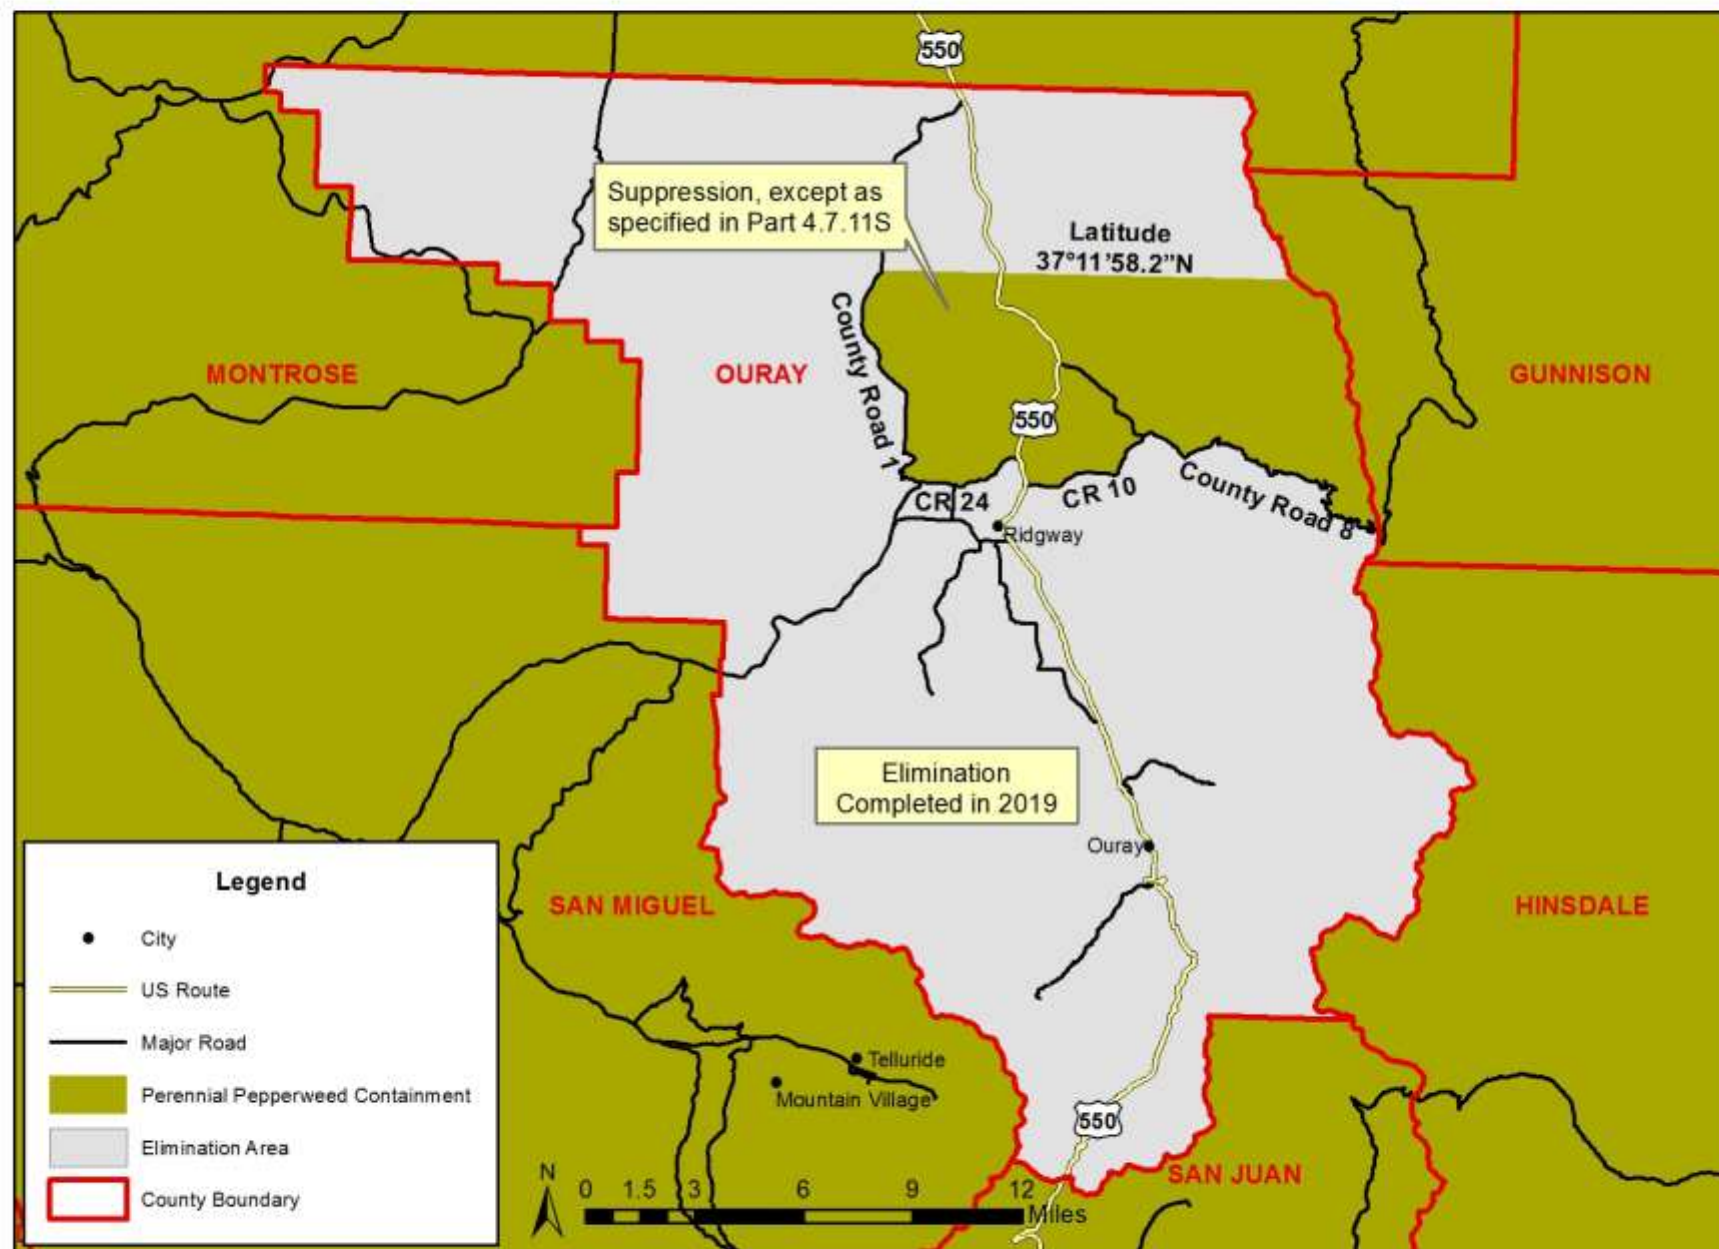 550
Suppression, except as
specified in Part 4.7.11S
Latitude
37°11'58.2"N
County Road 1
MONTROSE
OURAY
GUNNISON
550
County Road 8
CR 24
CR 10
Ridgway
Elimination
Completed in 2019
Ouray
SAN MIGUEL
HINSDALE
Telluride
Mountain Village
550
SAN JUAN
Legend
City
US Route
Major Road
Perennial Pepperweed Containment
Elimination Area
County Boundary
N
0 1.5 3 6 9 12
Miles